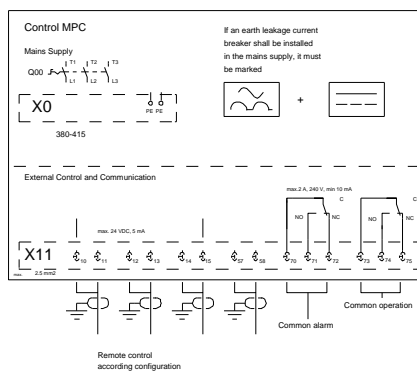 Control MPC
Mains Supply
T1 T2 T3
Q00
L1 L2 L3
X0
PE PE
380-415
If an earth leakage current
breaker shall be installed
in the mains supply, it must
be marked
+
External Control and Communication
max.2 A, 240 V, min 10 mA
C C
NO NC NO NC
max. 24 VDC, 5 mA
X11
10 11 12 13 14 15 57 58 70 71 72 73 74 75
max. 2.5 mm2
Common operation
Common alarm
Remote control
according configuration